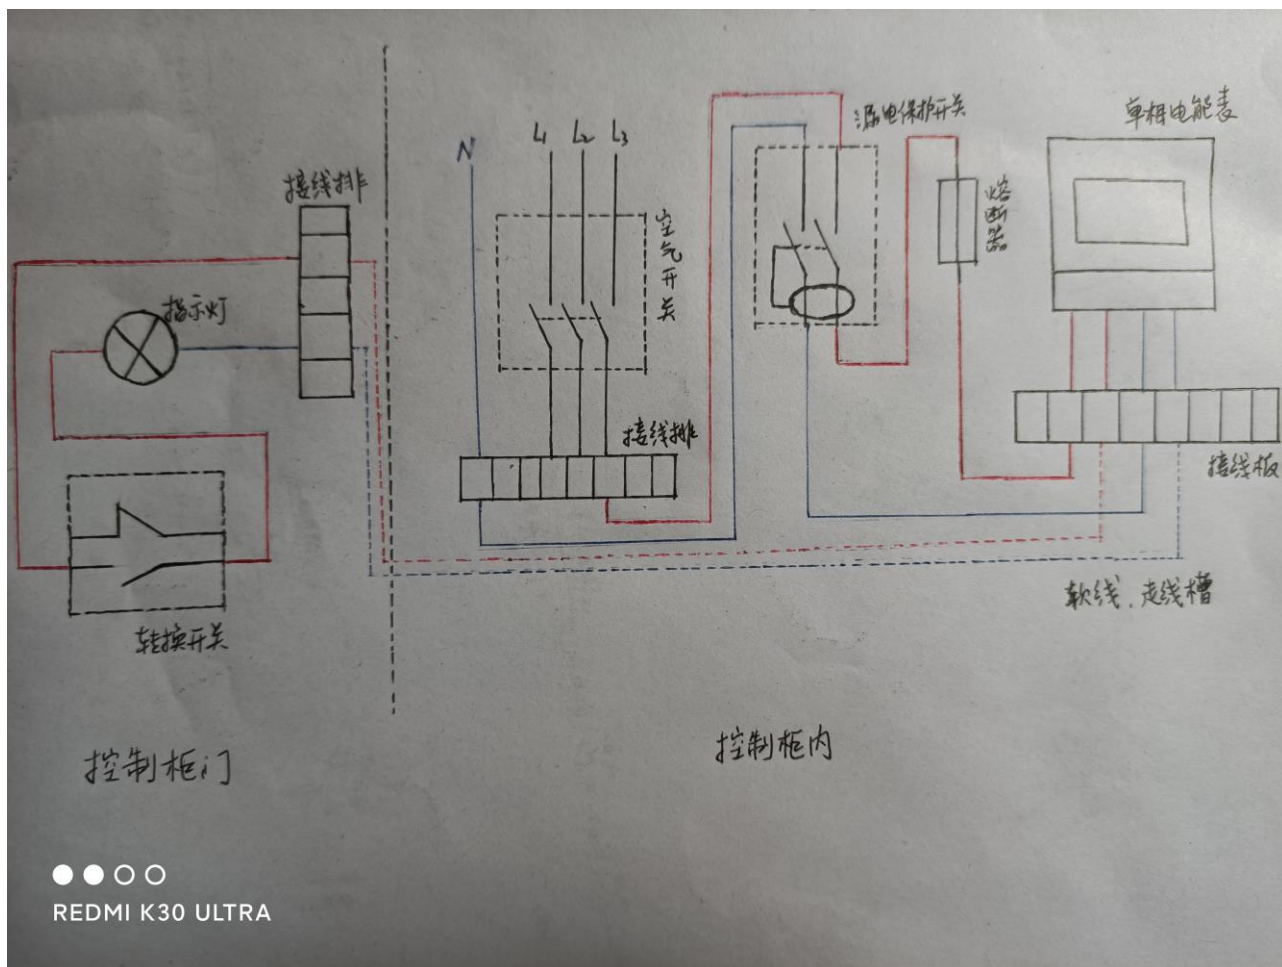 漏电保护开关
单相电能表
N
L1 L2 L3
接线排
空气开关
熔断器
指示灯
接线排
接线板
软线、走线槽
转换开关
控制柜门
控制柜内
REDMI K30 ULTRA